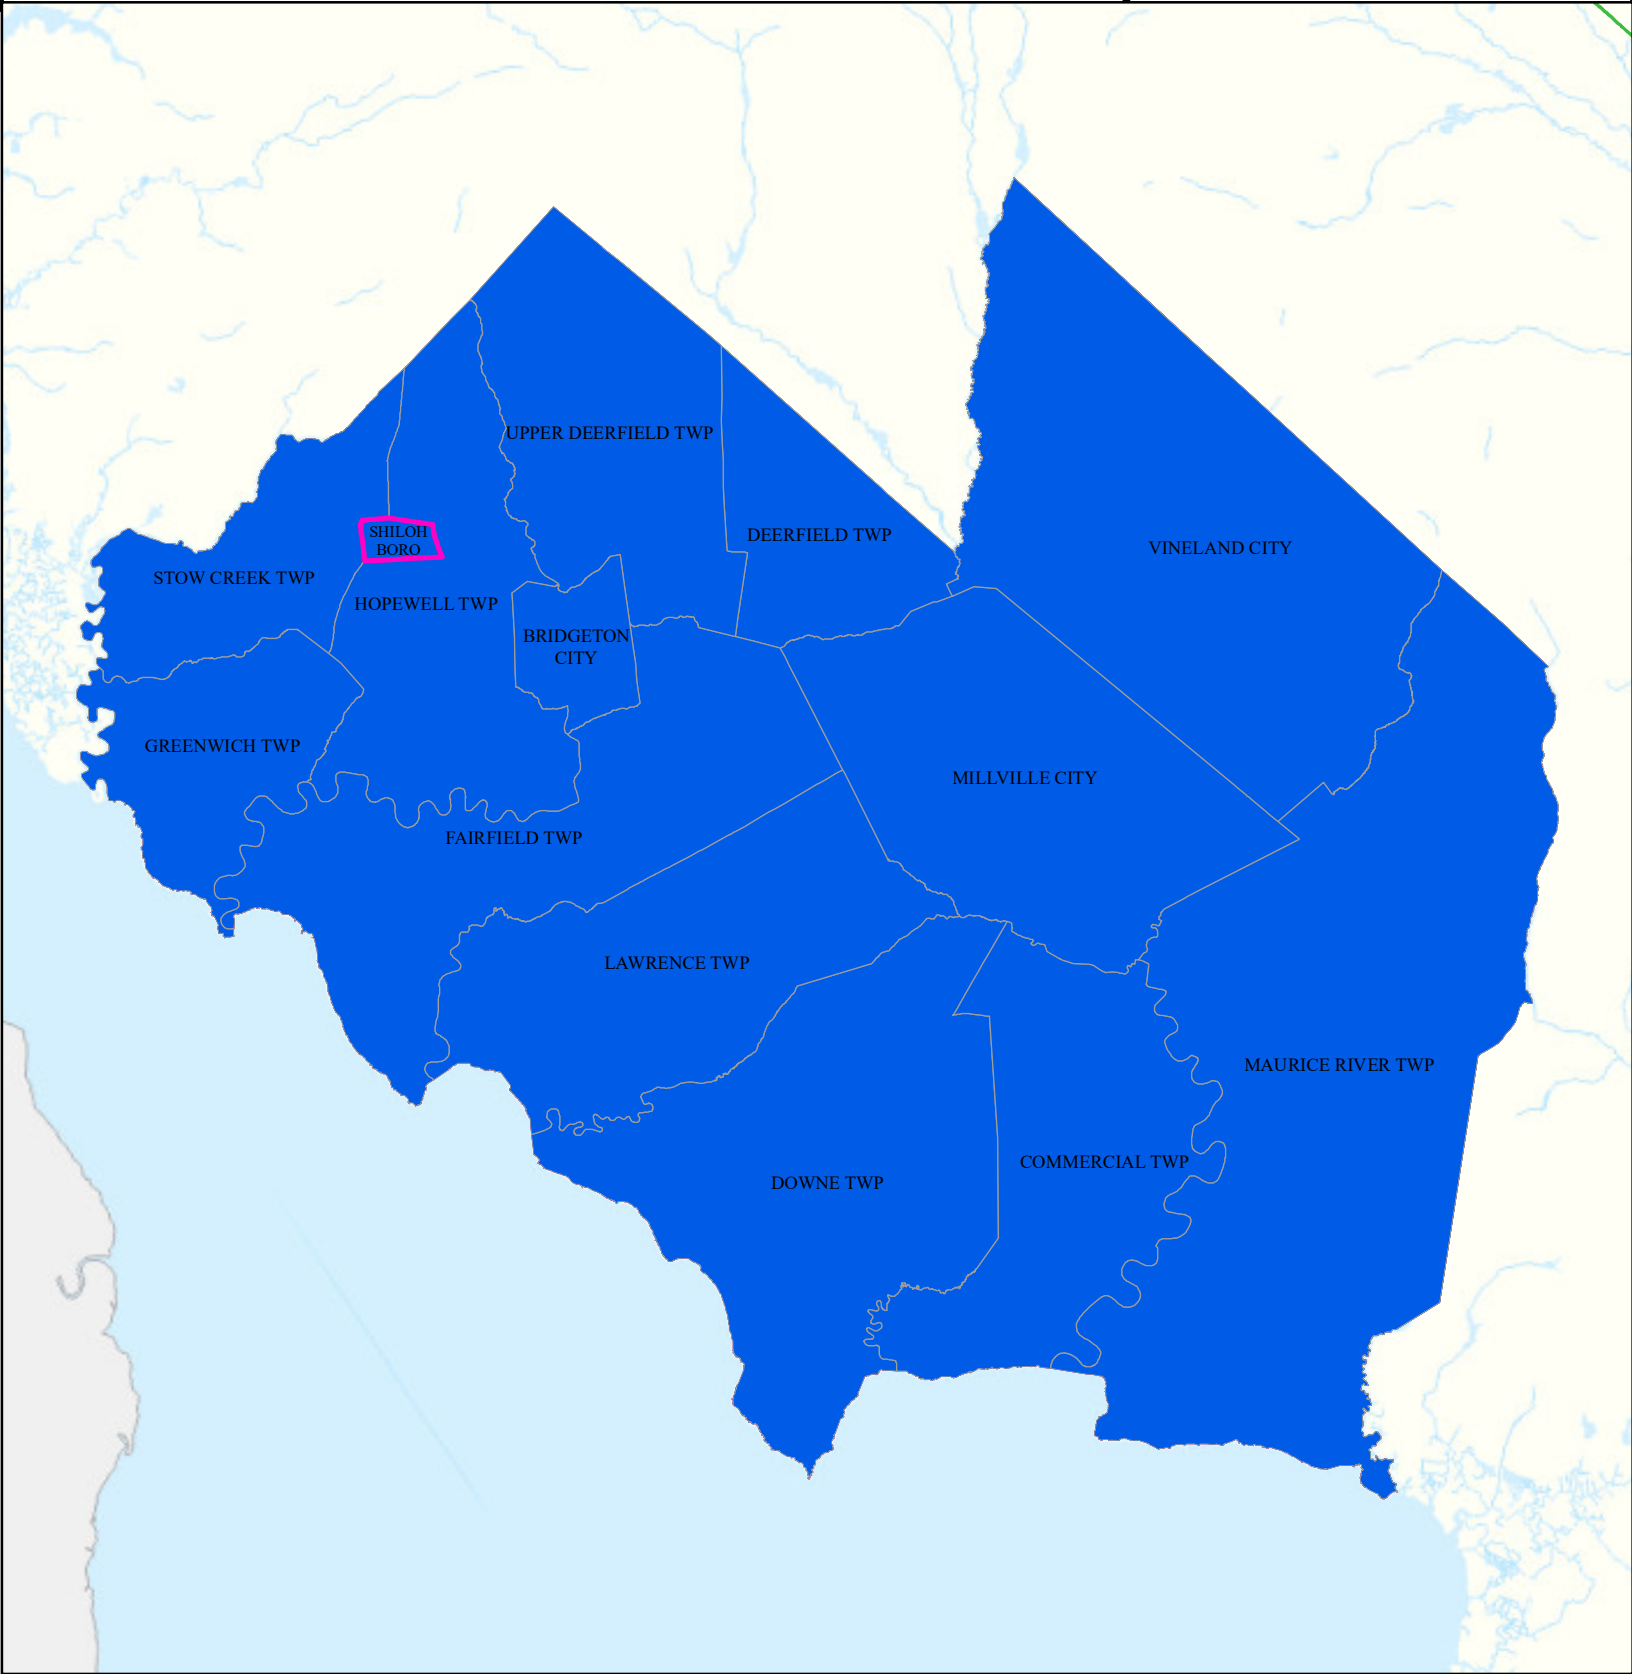 UPPER DEERFIELD TWP
SHILOH
BORO
DEERFIELD TWP
VINELAND CITY
STOW CREEK TWP
HOPEWELL TWP
BRIDGETON
CITY
GREENWICH TWP
MILLVILLE CITY
FAIRFIELD TWP
LAWRENCE TWP
MAURICE RIVER TWP
COMMERCIAL TWP
DOWNE TWP